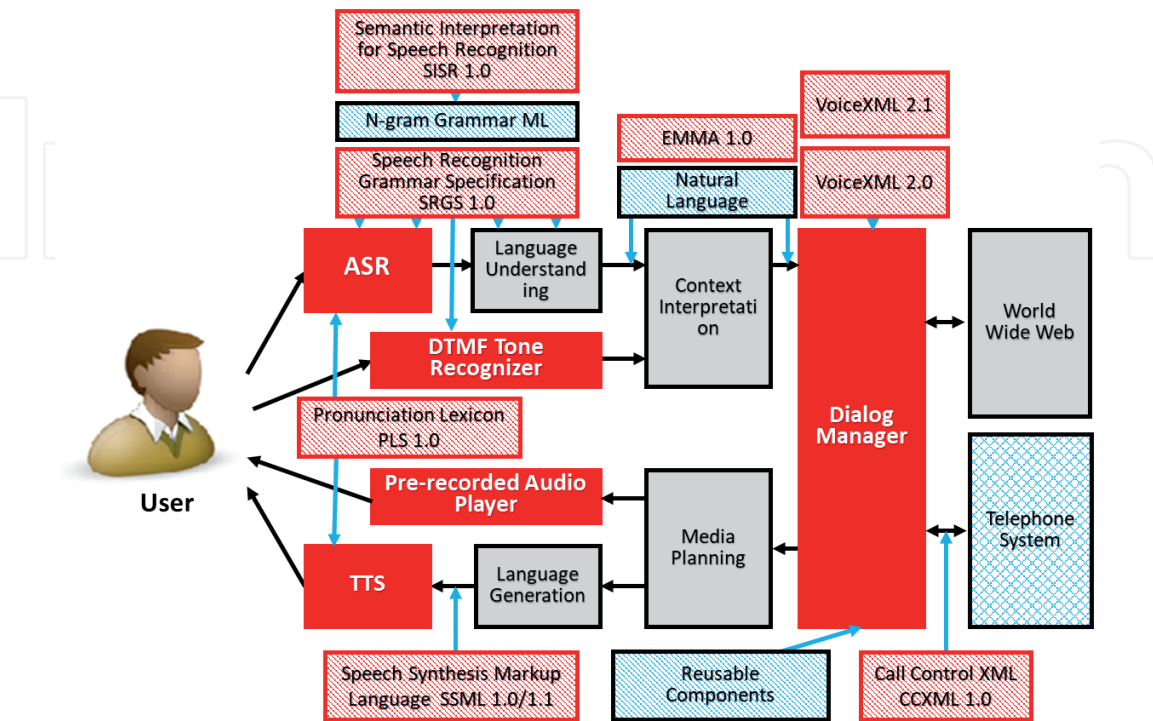 Semantic Interpretation
for Speech Recognition
SISR 1.0
N-gram Grammar ML
Speech Recognition
Grammar Specification
SRGS 1.0
EMMA 1.0
Natural
Language
VoiceXML 2.1
VoiceXML 2.0
ASR
Language
Understand
ing
Context
Interpretati
on
World
Wide Web
DTMF Tone
Recognizer
Pronunciation Lexicon
PLS 1.0
Dialog
Manager
User
Pre-recorded Audio
Player
Media
Planning
Telephone
System
TTS
Language
Generation
Speech Synthesis Markup
Language SSML 1.0/1.1
Reusable
Components
Call Control XML
CCXML 1.0